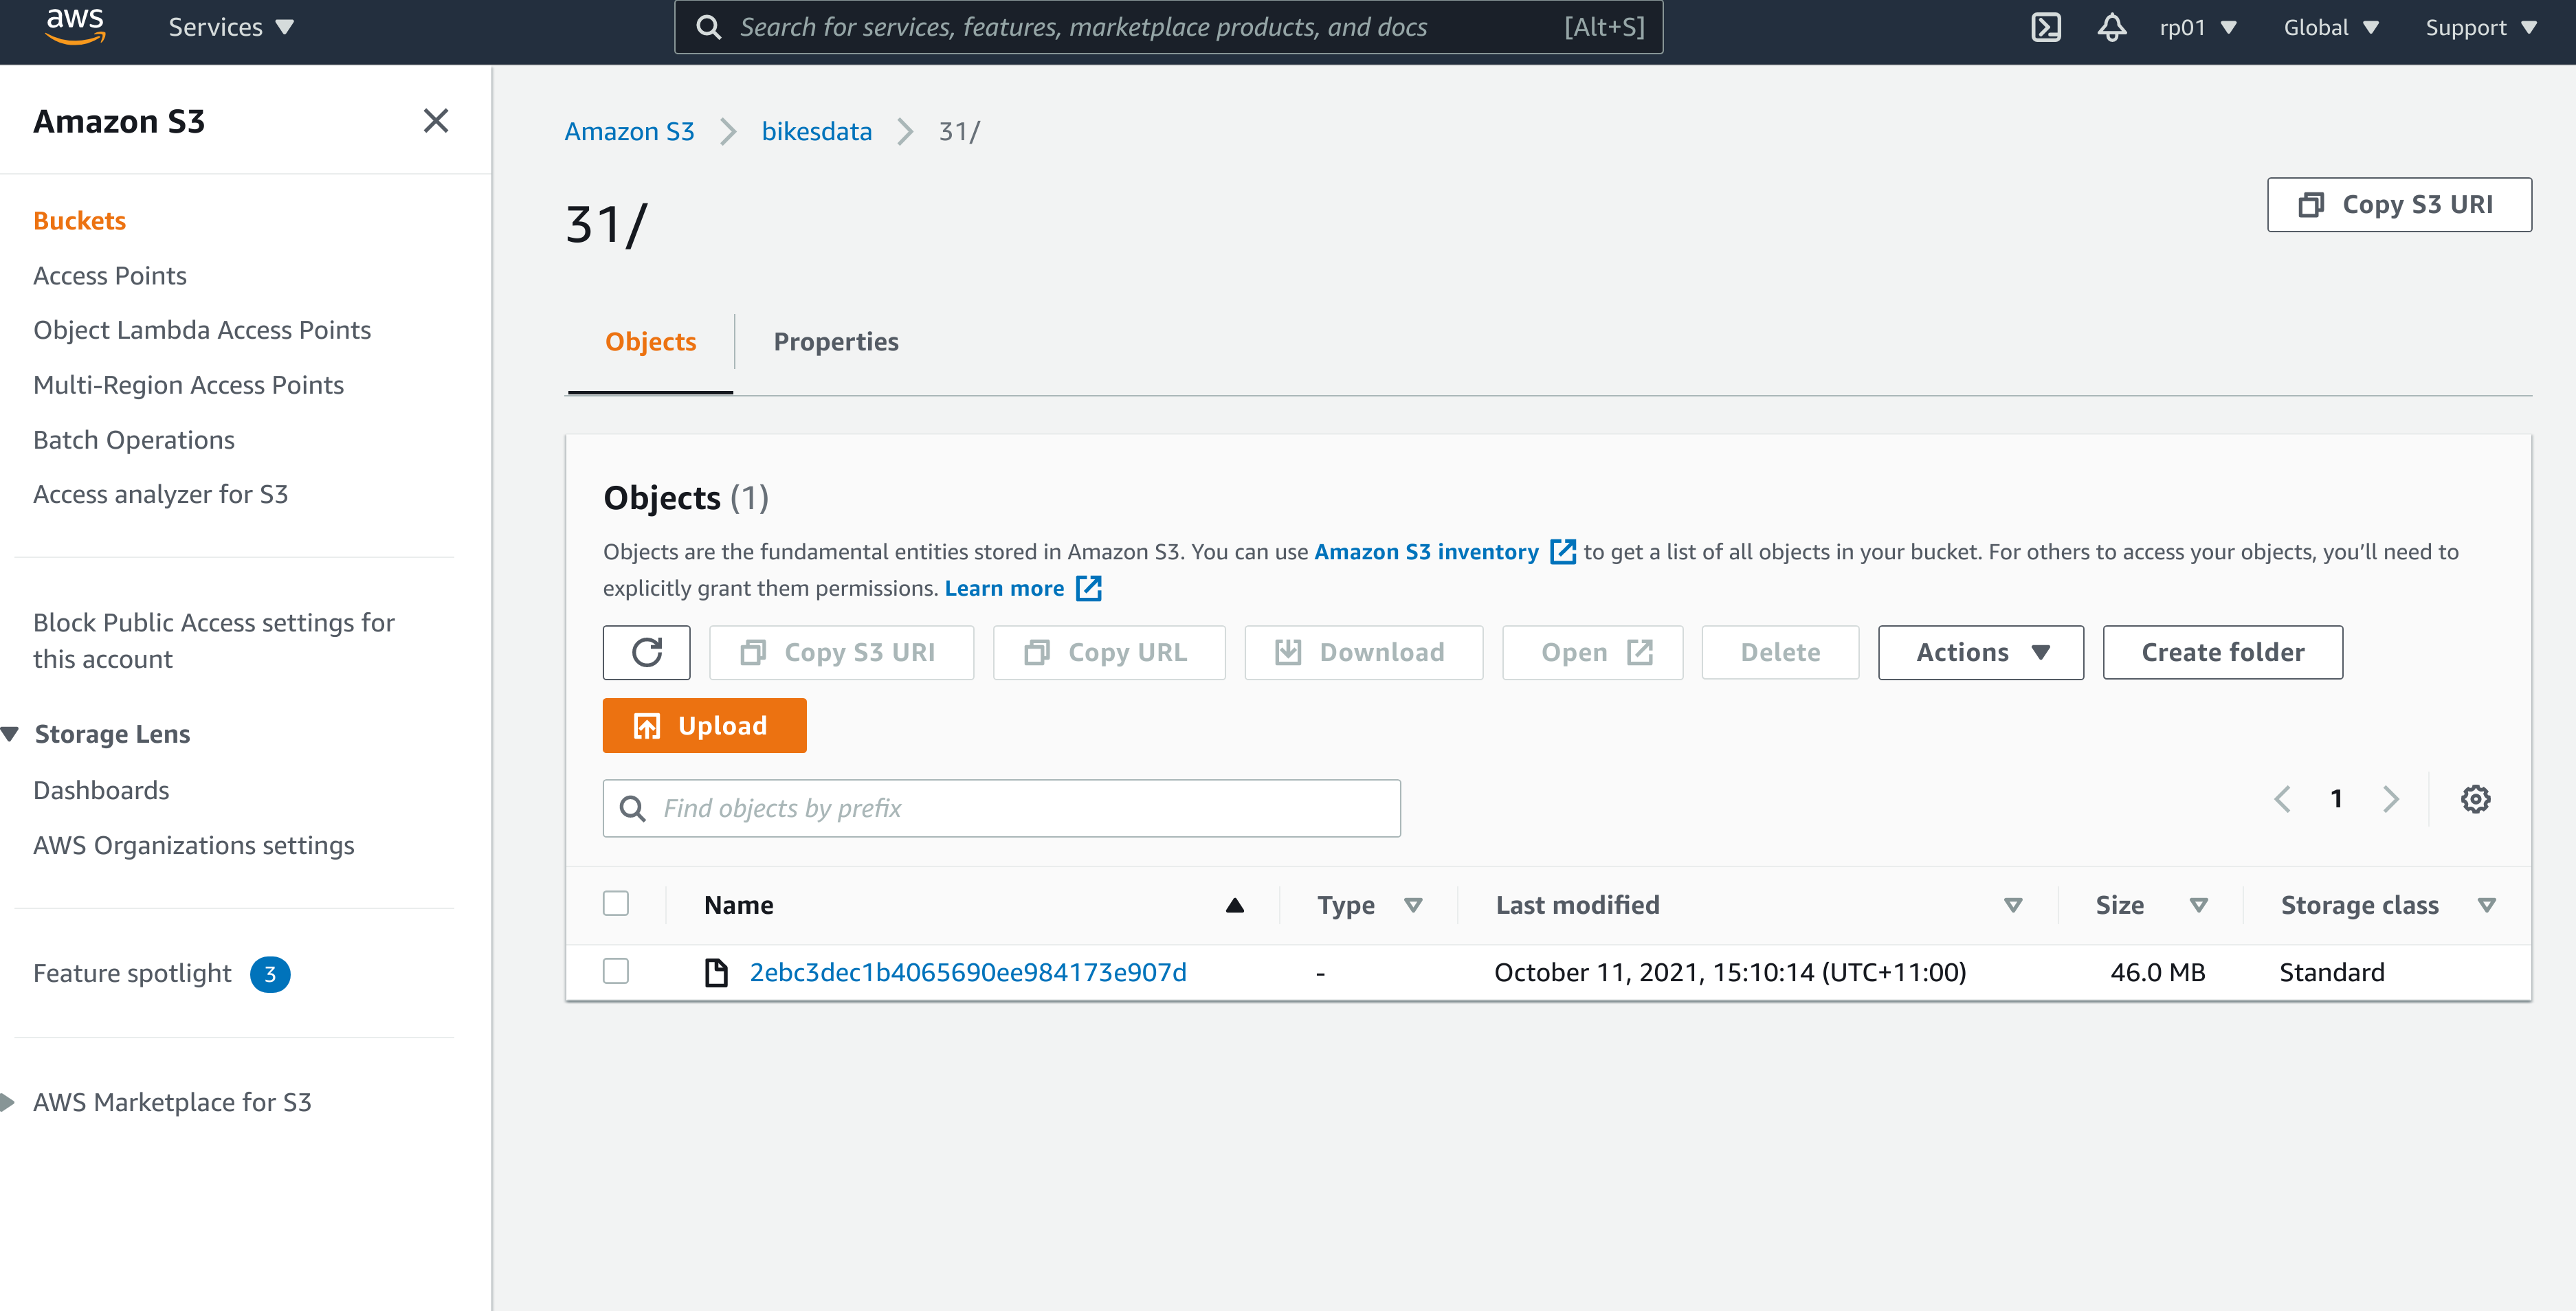 aws
Services
Search for services, features, marketplace products, and docs [Alt+S]
rp01 Global Support
Amazon S3
Buckets
Access Points
Object Lambda Access Points
Multi-Region Access Points
Batch Operations
Access analyzer for S3
Block Public Access settings for
this account
Storage Lens
Dashboards
AWS Organizations settings
Feature spotlight 3
AWS Marketplace for S3
Amazon S3 bikesdata 31/
31/
Copy S3 URI
Objects Properties
Objects (1)
Objects are the fundamental entities stored in Amazon S3. You can use Amazon S3 inventory to get a list of all objects in your bucket. For others to access your objects, you'll need to
explicitly grant them permissions. Learn more
Copy S3 URI Copy URL Download Open Delete Actions Create folder
Upload
Find objects by prefix
1
Name Type Last modified Size Storage class
2ebc3dec1b4065690ee984173e907d - October 11, 2021, 15:10:14 (UTC+11:00) 46.0 MB Standard